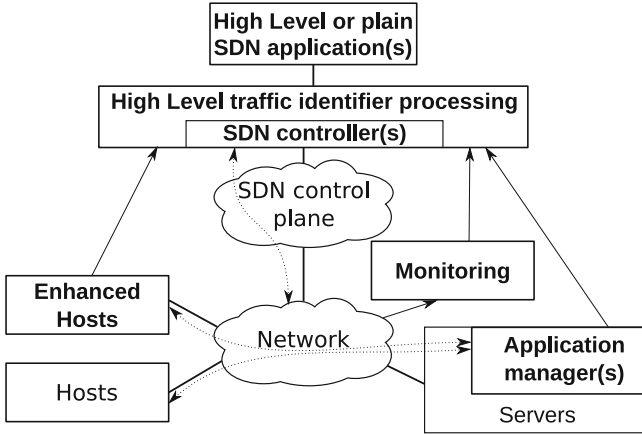 High Level or plain
SDN application(s)
High Level traffic identifier processing
SDN controller(s)
SDN control
plane
Monitoring
Enhanced
Hosts
Network
Application
manager(s)
Hosts
Servers